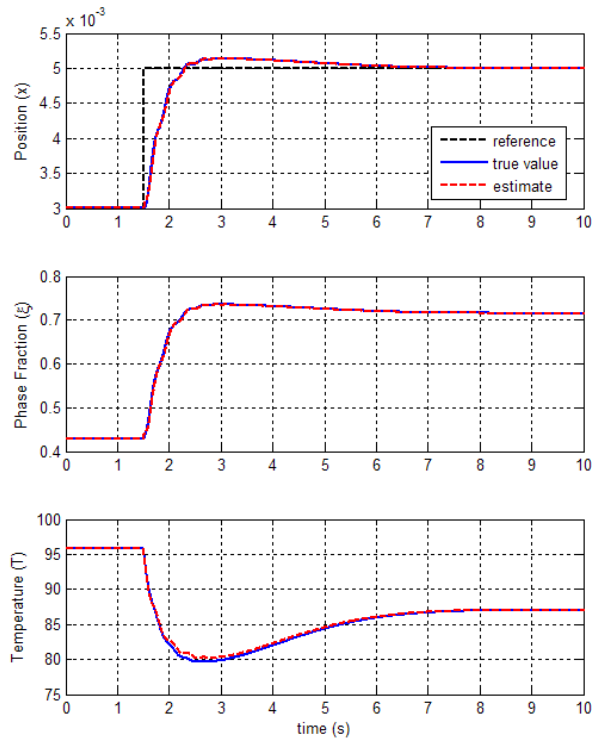 x 10⁻³
5.5
5
4.5
4
3.5
3
Position (x)
reference
true value
estimate
0 1 2 3 4 5 6 7 8 9 10
0.8
0.7
0.6
0.5
0.4
Phase Fraction (ξ)
0 1 2 3 4 5 6 7 8 9 10
100
95
90
85
80
75
Temperature (T)
0 1 2 3 4 5 6 7 8 9 10
time (s)